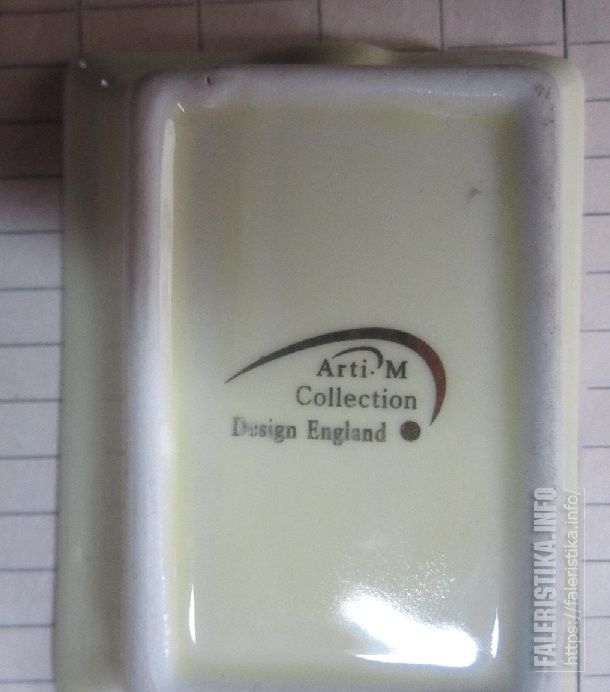 Arti-M
Collection
Design England
FALERISTIKA.INFO
https://faleristika.info/